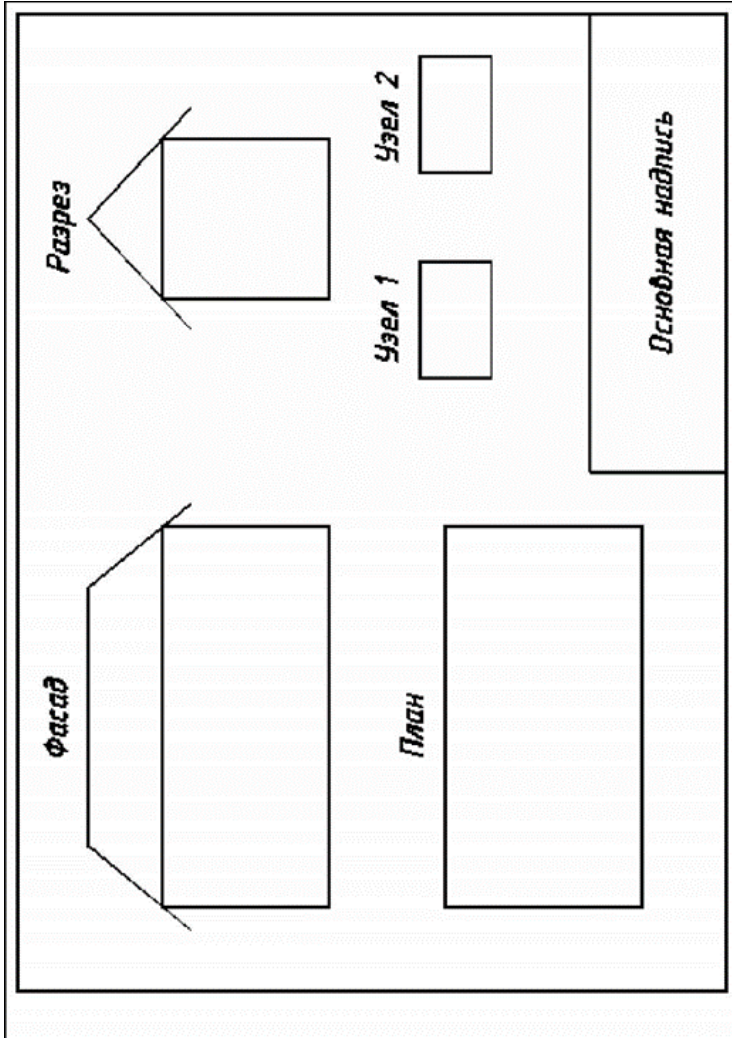 Фасад
Разрез
План
Узел 1
Узел 2
Основная надпись